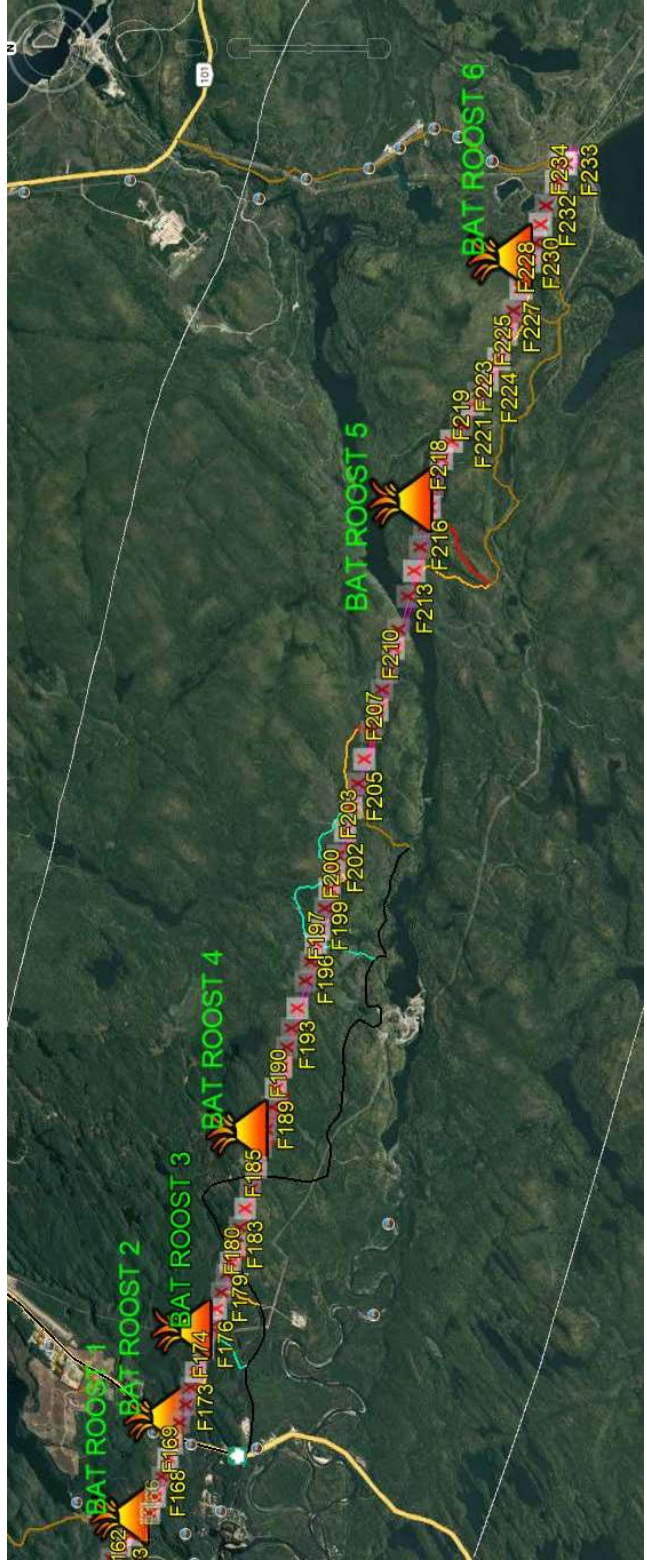 N
101
BAT ROOST 1
BAT ROOST 2
BAT ROOST 3
BAT ROOST 4
BAT ROOST 5
BAT ROOST 6
F168
F169
F173
F174
F176
F179
F180
F183
F185
F189
F190
F193
F196
F197
F199
F200
F202
F203
F205
F207
F210
F213
F216
F218
F219
F221
F223
F224
F225
F227
F228
F230
F232
F234
F233